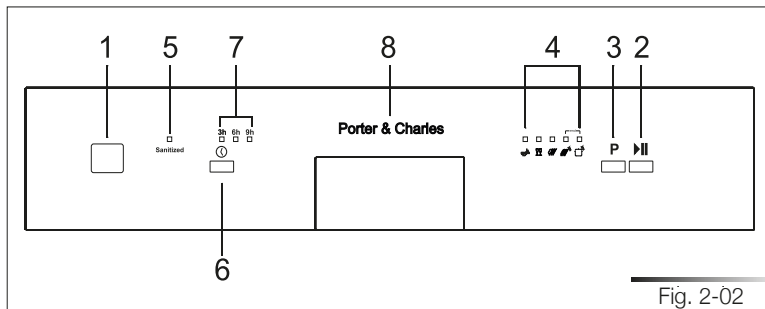 1 5 7 8 4 3 2
3h 6h 9h
Porter & Charles
Sanitized
P
6
Fig. 2-02